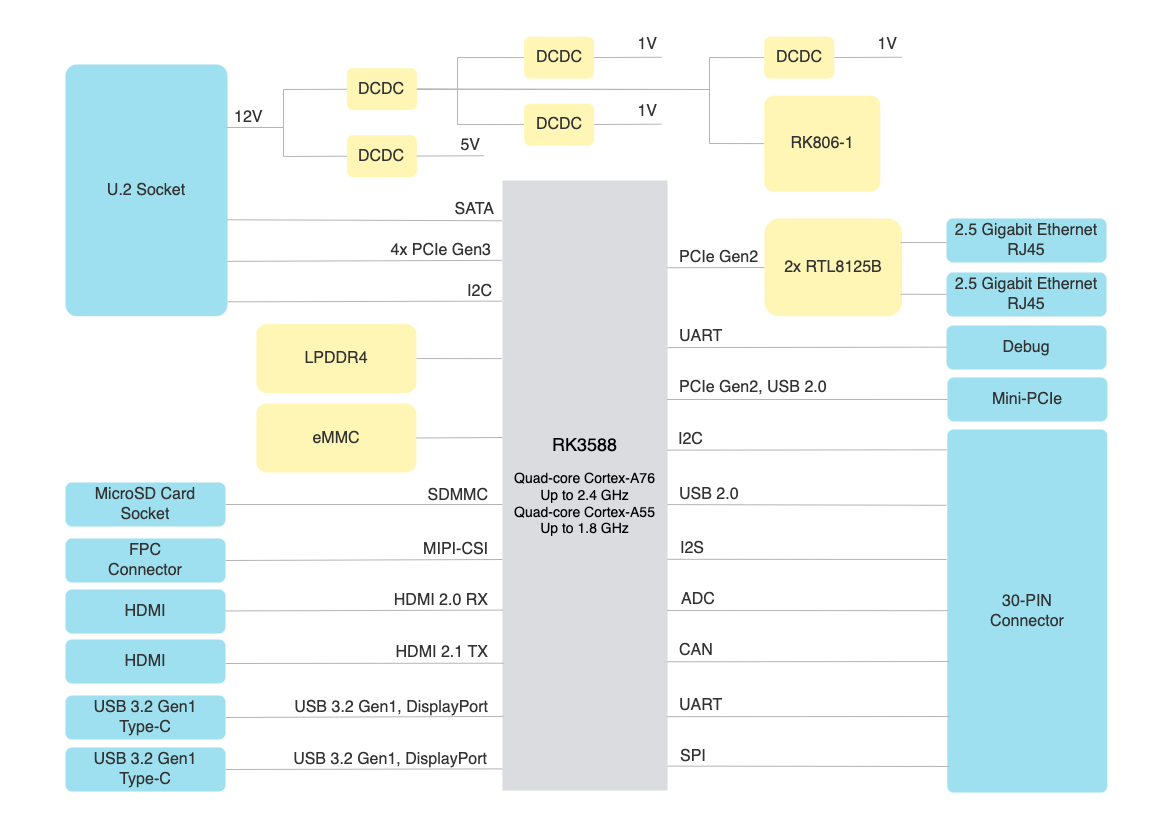 DCDC
1V
DCDC
1V
DCDC
12V
DCDC
1V
DCDC
5V
RK806-1
U.2 Socket
SATA
4x PCIe Gen3
I2C
LPDDR4
eMMC
MicroSD Card
Socket
SDMMC
FPC
Connector
MIPI-CSI
HDMI
HDMI 2.0 RX
HDMI
HDMI 2.1 TX
USB 3.2 Gen1
Type-C
USB 3.2 Gen1, DisplayPort
USB 3.2 Gen1
Type-C
USB 3.2 Gen1, DisplayPort
RK3588
Quad-core Cortex-A76
Up to 2.4 GHz
Quad-core Cortex-A55
Up to 1.8 GHz
PCIe Gen2
2x RTL8125B
2.5 Gigabit Ethernet
RJ45
2.5 Gigabit Ethernet
RJ45
UART
Debug
PCIe Gen2, USB 2.0
Mini-PCIe
I2C
USB 2.0
I2S
ADC
CAN
UART
SPI
30-PIN
Connector